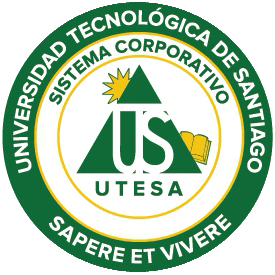 UNIVERSIDAD TECNOLÓGICA DE SANTIAGO
SISTEMA CORPORATIVO
US
UTESA
SAPERE ET VIVERE